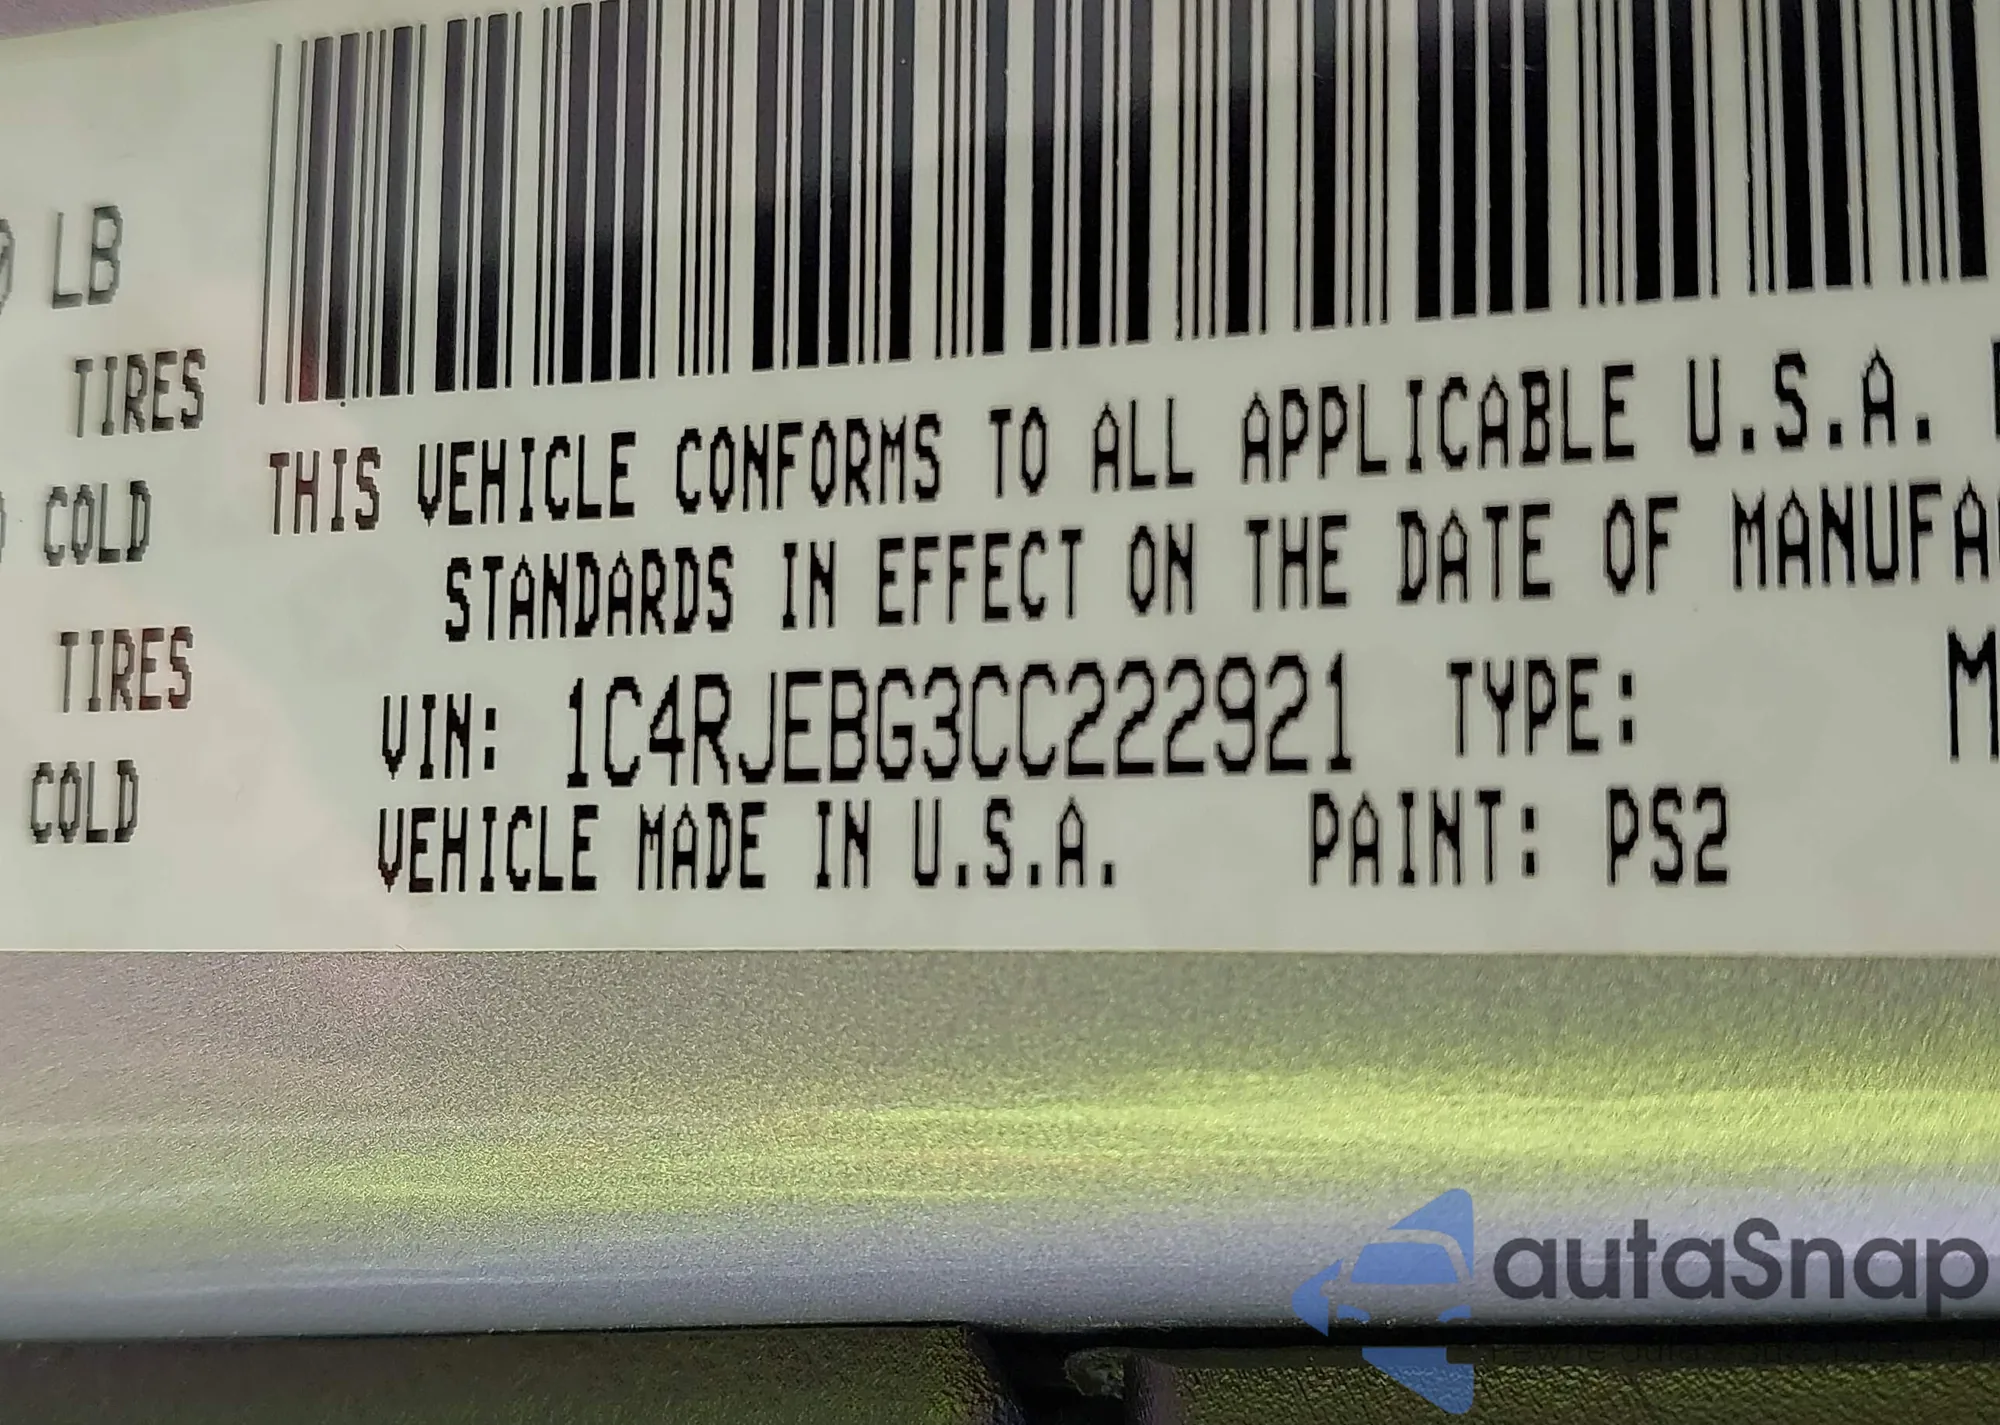 LB
TIRES
COLD
TIRES
COLD
THIS VEHICLE CONFORMS TO ALL APPLICABLE U.S.A.
STANDARDS IN EFFECT ON THE DATE OF MANUFA
VIN: 1C4RJEBG3CC222921 TYPE: M
VEHICLE MADE IN U.S.A. PAINT: PS2
autaSnap